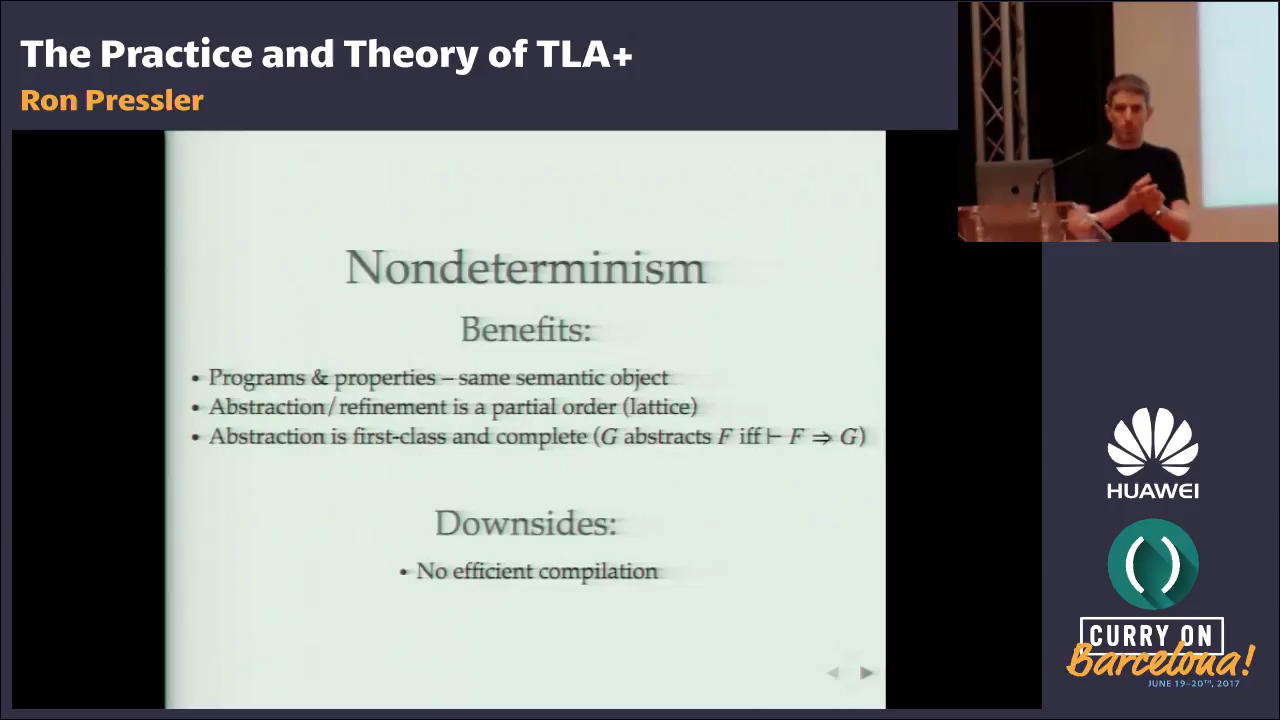 The Practice and Theory of TLA+
Ron Pressler
Nondeterminism
Benefits:
• Programs & properties – same semantic object
• Abstraction/refinement is a partial order (lattice)
• Abstraction is first-class and complete (G abstracts F iff ⊢ F ⇒ G)
Downsides:
• No efficient compilation
HUAWEI
CURRY ON
Barcelona!
JUNE 19-20TH, 2017